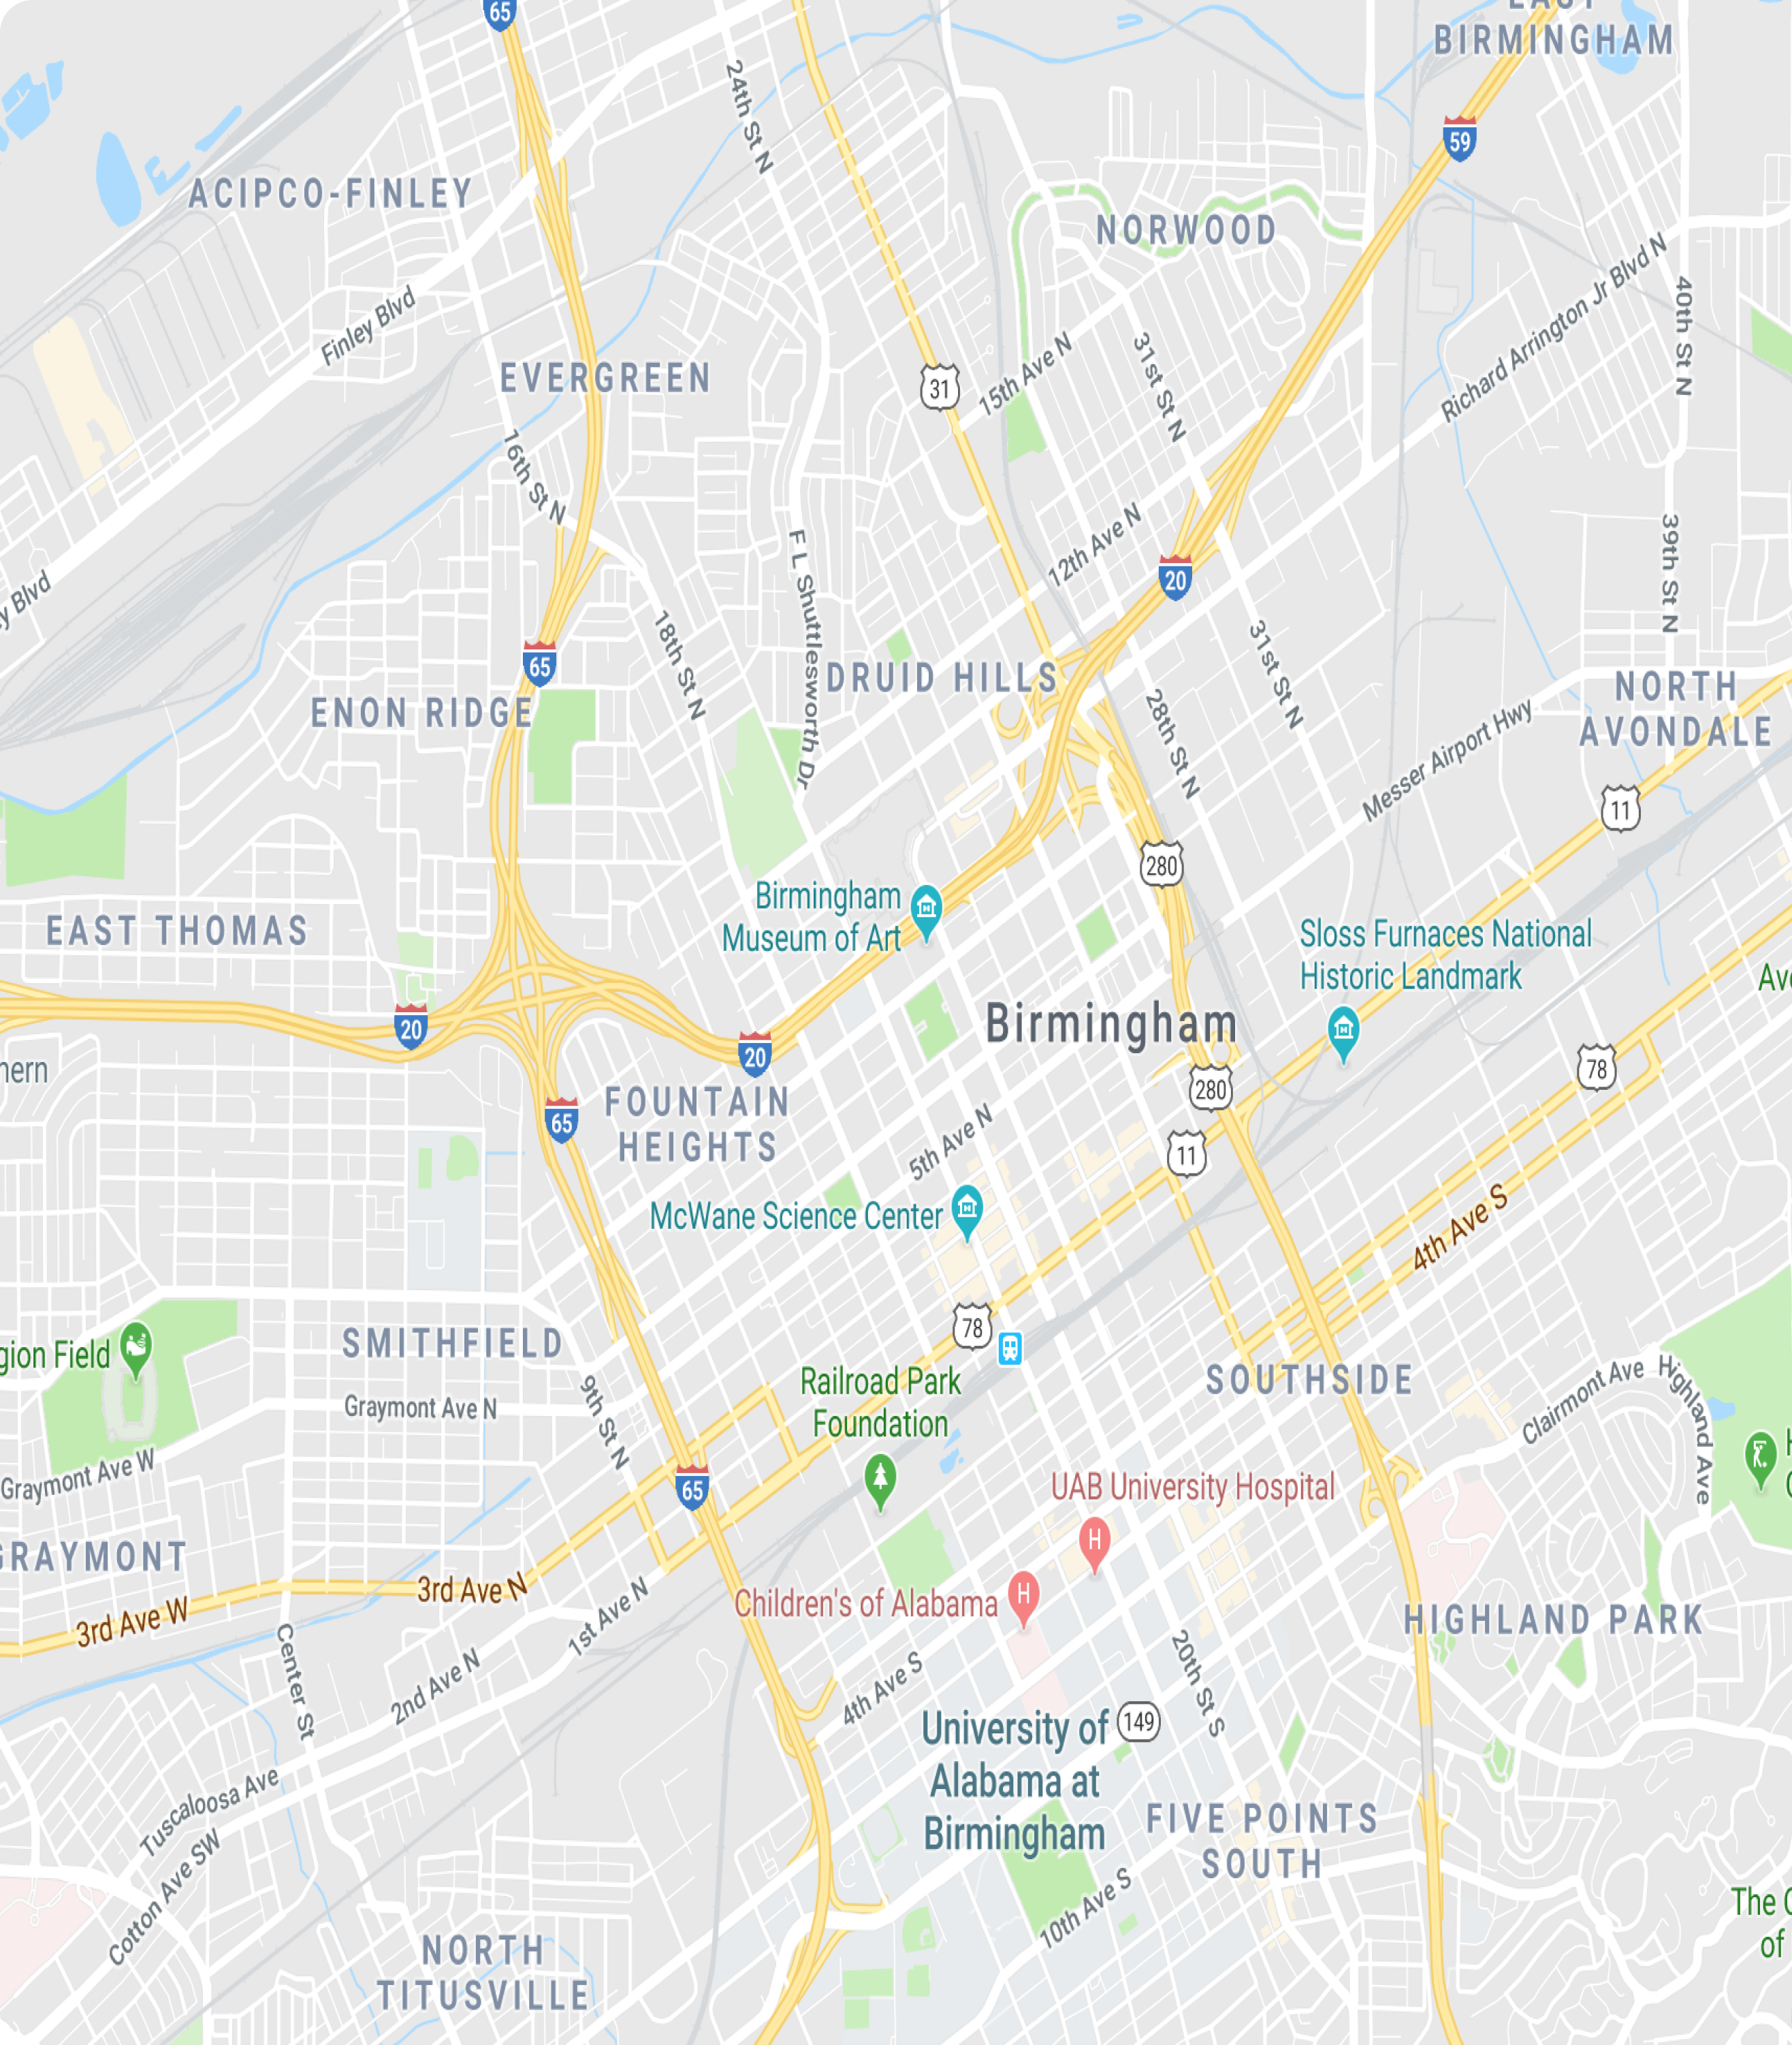 65
EAST
BIRMINGHAM
24th St N
59
ACIPCO-FINLEY
NORWOOD
Finley Blvd
Richard Arrington Jr Blvd N
40th St N
EVERGREEN
31
15th Ave N
31st St N
16th St N
12th Ave N
39th St N
F L Shuttlesworth Dr
20
y Blvd
18th St N
31st St N
65
DRUID HILLS
ENON RIDGE
28th St N
NORTH
AVONDALE
Messer Airport Hwy
11
280
Birmingham
Museum of Art
EAST THOMAS
Sloss Furnaces National
Historic Landmark
Av
20
Birmingham
20
hern
78
280
FOUNTAIN
HEIGHTS
65
5th Ave N
11
McWane Science Center
4th Ave S
78
SMITHFIELD
gion Field
Railroad Park
Foundation
SOUTHSIDE
Clairmont Ave
Highland Ave
Graymont Ave N
9th St N
Graymont Ave W
65
UAB University Hospital
H
GRAYMONT
3rd Ave N
Children's of Alabama
H
3rd Ave W
1st Ave N
HIGHLAND PARK
Center St
2nd Ave N
4th Ave S
20th St S
University of
Alabama at
Birmingham
149
Tuscaloosa Ave
FIVE POINTS
SOUTH
Cotton Ave SW
10th Ave S
The
of
NORTH
TITUSVILLE